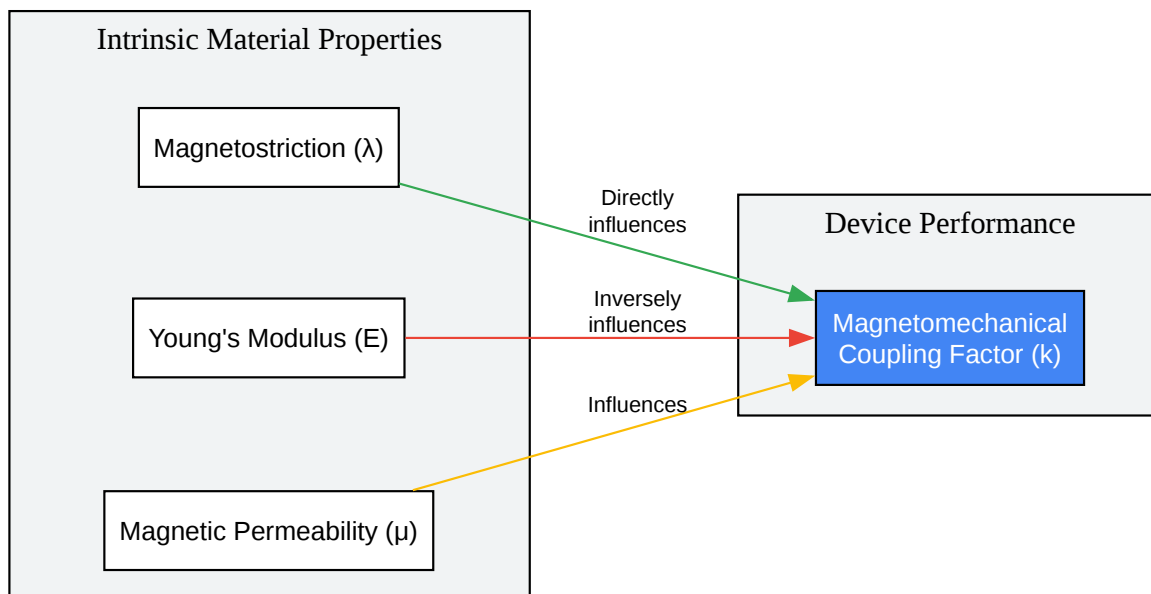 Intrinsic Material Properties
Magnetostriction (λ)
Directly
influences
Device Performance
Young's Modulus (E)
Inversely
influences
Magnetomechanical
Coupling Factor (k)
Influences
Magnetic Permeability (μ)